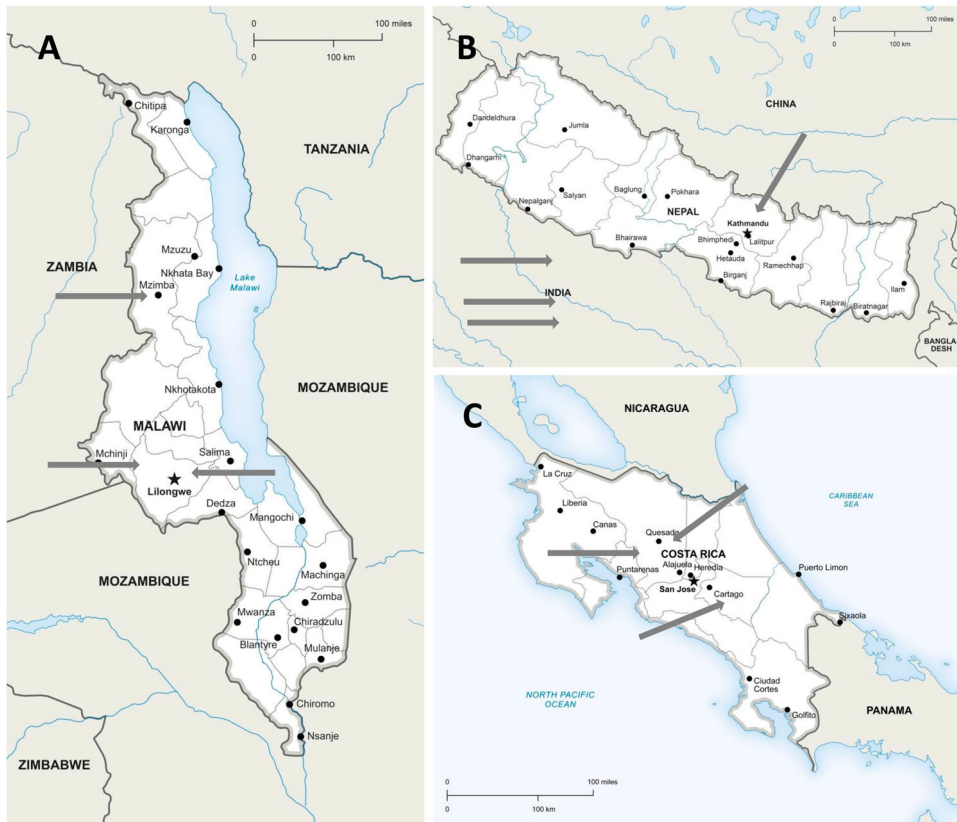 A
0 100 miles
0 100 km
Chitipa
Karonga
TANZANIA
Mzuzu
Nkhata Bay
ZAMBIA
Mzimba
Lake
Malawi
Nkhotakota
MOZAMBIQUE
MALAWI
Mchinji
Salima
Lilongwe
Dedza
Mangochi
Ntcheu
Machinga
MOZAMBIQUE
Zomba
Mwanza
Chiradzulu
Blantyre
Mulanje
Chiromo
Nsanje
ZIMBABWE
B
0 100 miles
0 100 km
CHINA
Dandeldhura
Jumla
Dhangarhi
Salyan
Baglung
Pokhara
Nepalganj
NEPAL
Kathmandu
Bhairawa
Bhimphedi
Lalitpur
Hetauda
Ramechhap
Birganj
INDIA
Ilam
Rajbiraj
Biratnagar
BANGLA
DESH
C
NICARAGUA
La Cruz
CARIBBEAN
SEA
Liberia
Canas
Quesada
COSTA RICA
Puntarenas
Alajuela
Heredia
Puerto Limon
San Jose
Cartago
Sixaola
Ciudad
Cortes
NORTH PACIFIC
OCEAN
Golfito
PANAMA
0 100 miles
0 100 km